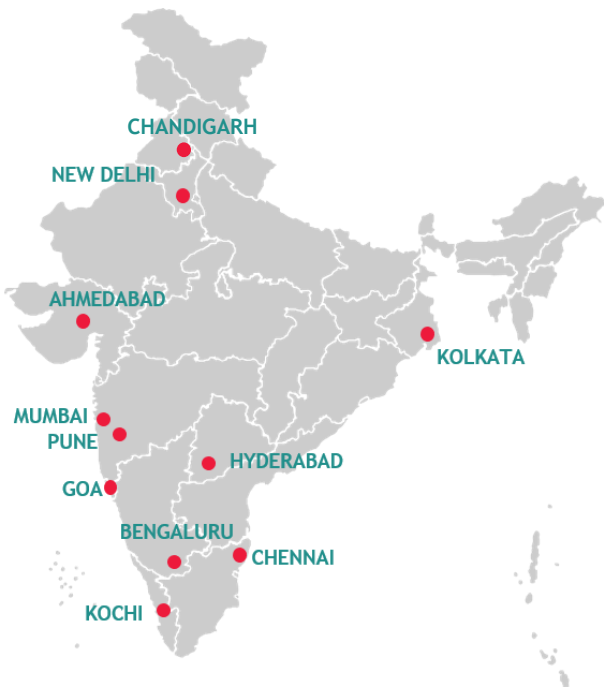 CHANDIGARH
NEW DELHI
AHMEDABAD
KOLKATA
MUMBAI
PUNE
HYDERABAD
GOA
BENGALURU
CHENNAI
KOCHI